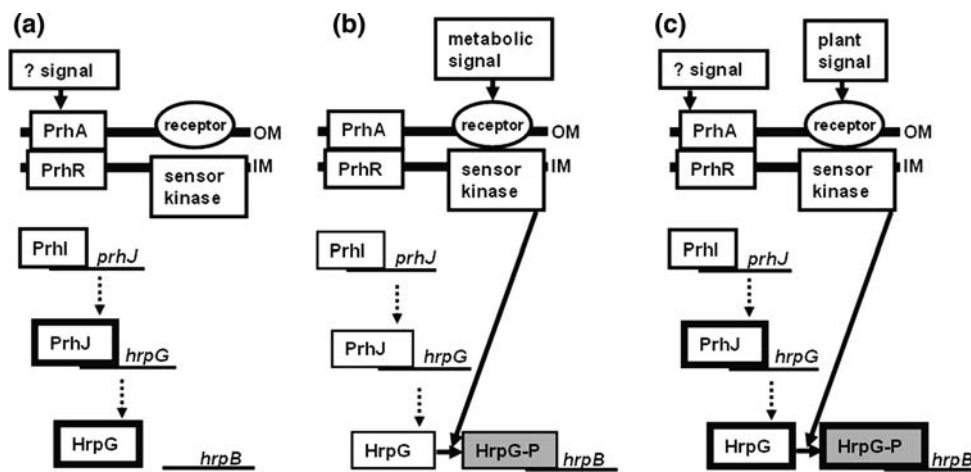 (a)
? signal
PrhA
receptor
OM
PrhR
IM
sensor
kinase
PrhI
prhJ
PrhJ
hrpG
HrpG
hrpB
(b)
metabolic
signal
PrhA
receptor
OM
PrhR
IM
sensor
kinase
PrhI
prhJ
PrhJ
hrpG
HrpG
HrpG-P
hrpB
(c)
? signal
plant
signal
PrhA
receptor
OM
PrhR
IM
sensor
kinase
PrhI
prhJ
PrhJ
hrpG
HrpG
HrpG-P
hrpB